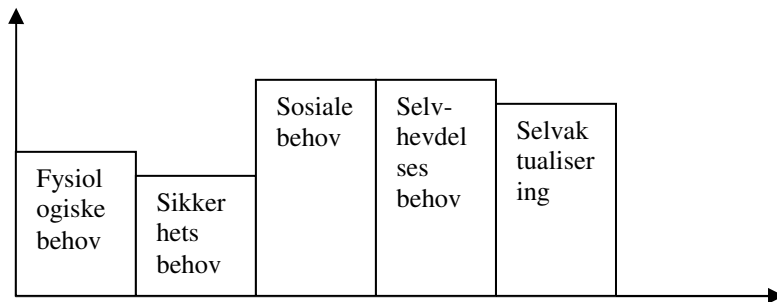 Fysiol
ogiske
behov
Sikker
hets
behov
Sosiale
behov
Selv-
hevdel
ses
behov
Selvak
tualiser
ing